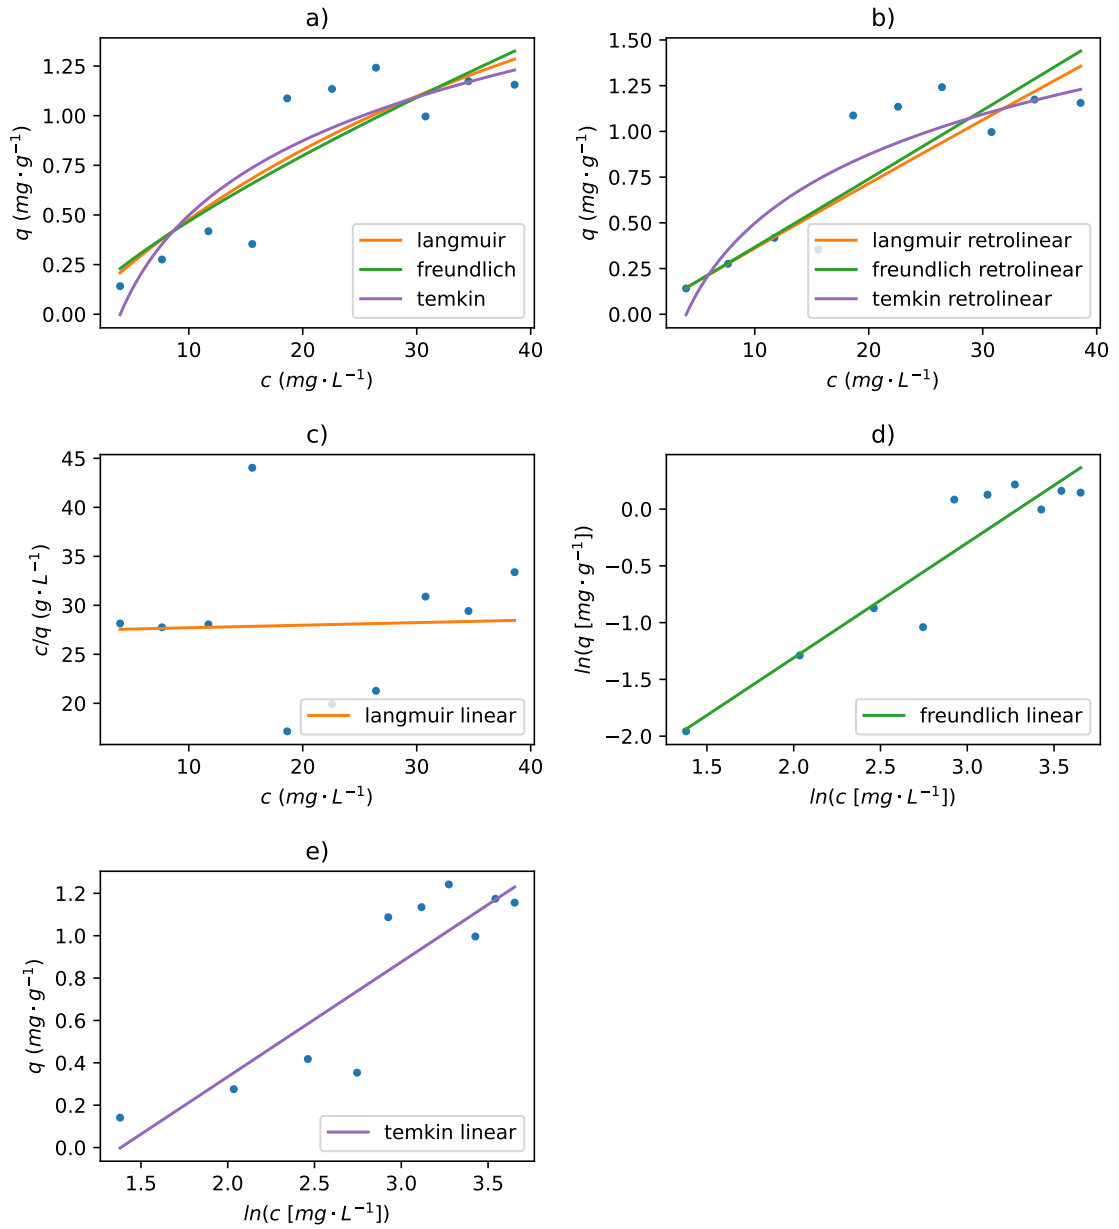 a)
q (mg · g⁻¹)
1.25
1.00
0.75
0.50
0.25
0.00
langmuir
freundlich
temkin
10 20 30 40
c (mg · L⁻¹)
b)
q (mg · g⁻¹)
1.50
1.25
1.00
0.75
0.50
0.25
0.00
langmuir retrolinear
freundlich retrolinear
temkin retrolinear
10 20 30 40
c (mg · L⁻¹)
c)
c/q (g · L⁻¹)
45
40
35
30
25
20
langmuir linear
10 20 30 40
c (mg · L⁻¹)
d)
ln(q [mg · g⁻¹])
0.0
−0.5
−1.0
−1.5
−2.0
freundlich linear
1.5 2.0 2.5 3.0 3.5
ln(c [mg · L⁻¹])
e)
q (mg · g⁻¹)
1.2
1.0
0.8
0.6
0.4
0.2
0.0
temkin linear
1.5 2.0 2.5 3.0 3.5
ln(c [mg · L⁻¹])